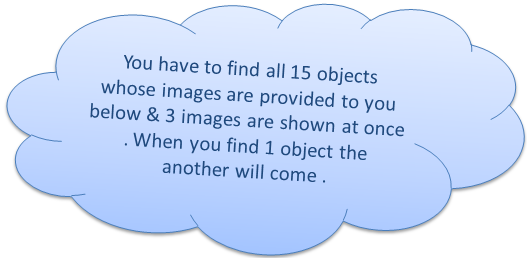 You have to find all 15 objects
whose images are provided to you
below & 3 images are shown at once
. When you find 1 object the
another will come .